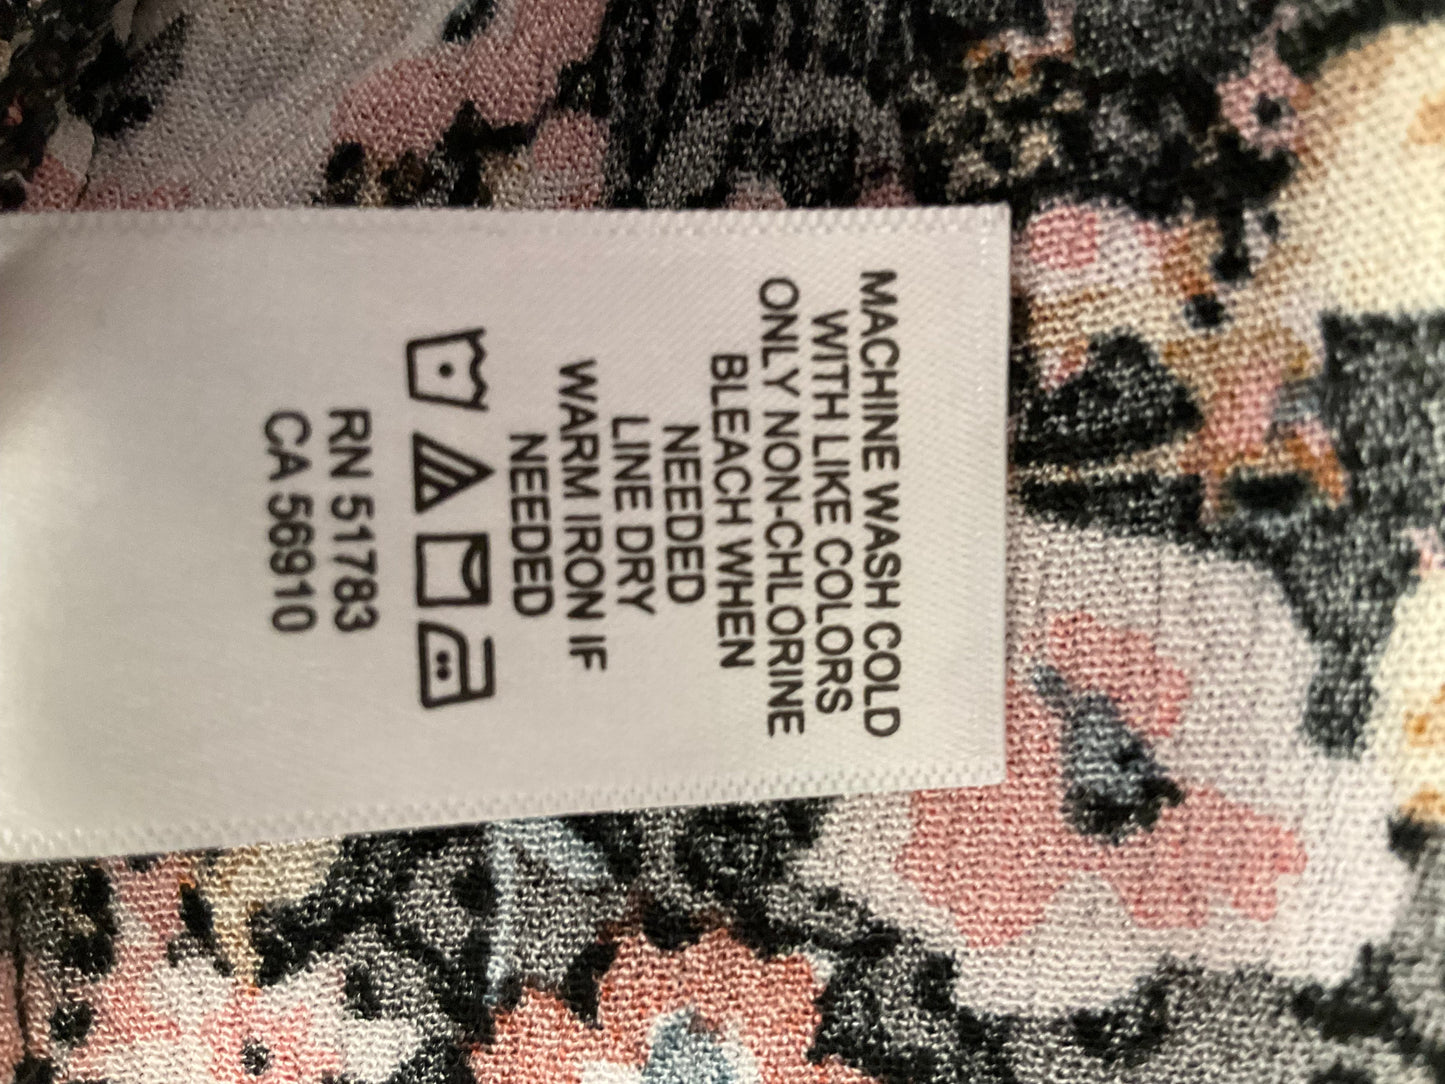 MACHINE WASH COLD
WITH LIKE COLORS
ONLY NON-CHLORINE
BLEACH WHEN
NEEDED
LINE DRY
WARM IRON IF
NEEDED
RN 51783
CA 56910